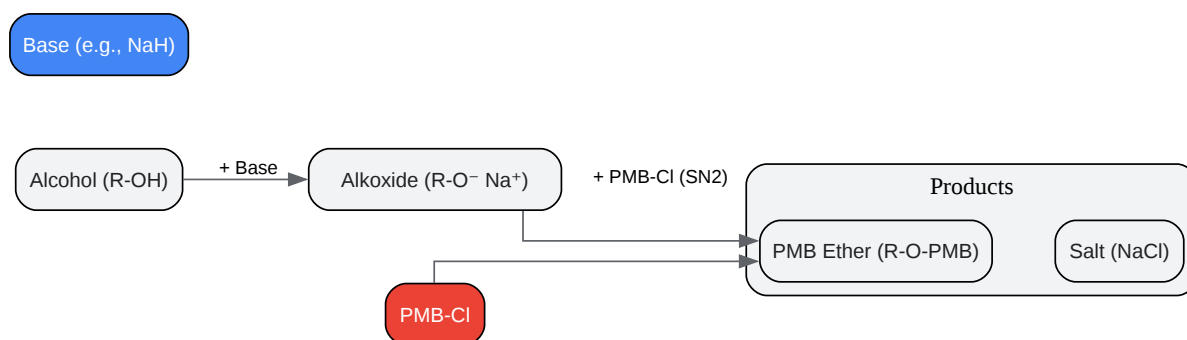 Base (e.g., NaH)
Alcohol (R-OH)
+ Base
Alkoxide (R-O⁻ Na⁺)
+ PMB-Cl (SN2)
Products
PMB Ether (R-O-PMB)
Salt (NaCl)
PMB-Cl